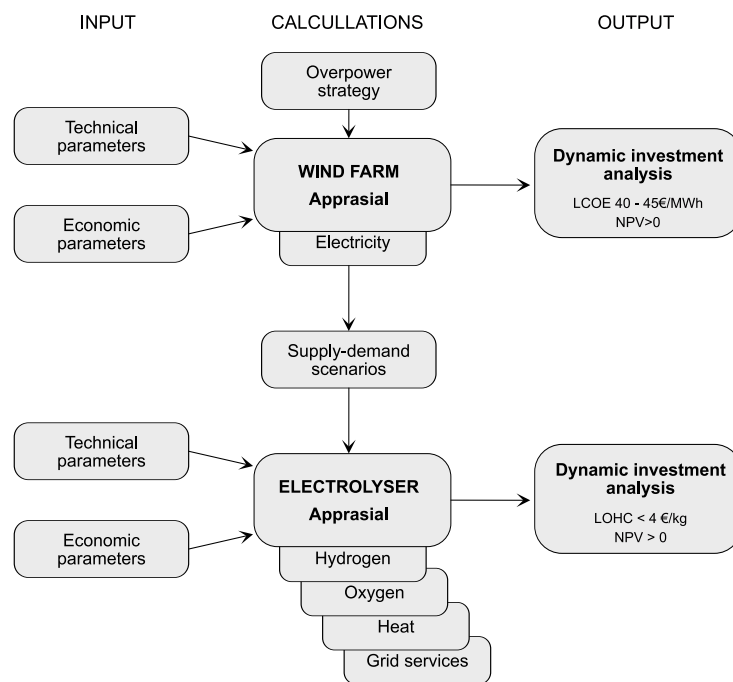 INPUT
CALCULLATIONS
OUTPUT
Overpower
strategy
Technical
parameters
WIND FARM
Apprasial
Dynamic investment
analysis
LCOE 40 - 45€/MWh
NPV>0
Economic
parameters
Electricity
Supply-demand
scenarios
Technical
parameters
ELECTROLYSER
Apprasial
Dynamic investment
analysis
LOHC < 4 €/kg
NPV > 0
Economic
parameters
Hydrogen
Oxygen
Heat
Grid services